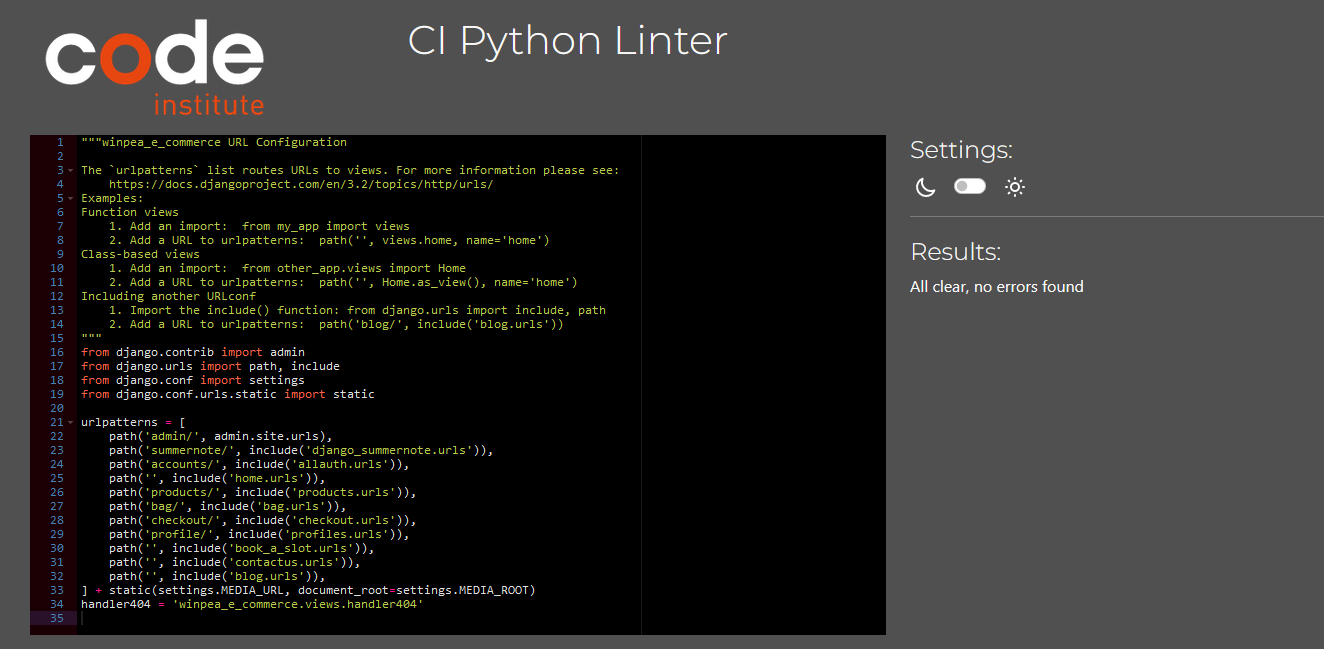 code
institute
CI Python Linter
1 """winpea_e_commerce URL Configuration
2
3 The `urlpatterns` list routes URLs to views. For more information please see:
4     https://docs.djangoproject.com/en/3.2/topics/http/urls/
5 Examples:
6 Function views
7     1. Add an import:  from my_app import views
8     2. Add a URL to urlpatterns:  path('', views.home, name='home')
9 Class-based views
10     1. Add an import:  from other_app.views import Home
11     2. Add a URL to urlpatterns:  path('', Home.as_view(), name='home')
12 Including another URLconf
13     1. Import the include() function: from django.urls import include, path
14     2. Add a URL to urlpatterns:  path('blog/', include('blog.urls'))
15 """
16 from django.contrib import admin
17 from django.urls import path, include
18 from django.conf import settings
19 from django.conf.urls.static import static
20
21 urlpatterns = [
22     path('admin/', admin.site.urls),
23     path('summernote/', include('django_summernote.urls')),
24     path('accounts/', include('allauth.urls')),
25     path('', include('home.urls')),
26     path('products/', include('products.urls')),
27     path('bag/', include('bag.urls')),
28     path('checkout/', include('checkout.urls')),
29     path('profile/', include('profiles.urls')),
30     path('', include('book_a_slot.urls')),
31     path('', include('contactus.urls')),
32     path('', include('blog.urls')),
33 ] + static(settings.MEDIA_URL, document_root=settings.MEDIA_ROOT)
34 handler404 = 'winpea_e_commerce.views.handler404'
35
Settings:
Results:
All clear, no errors found